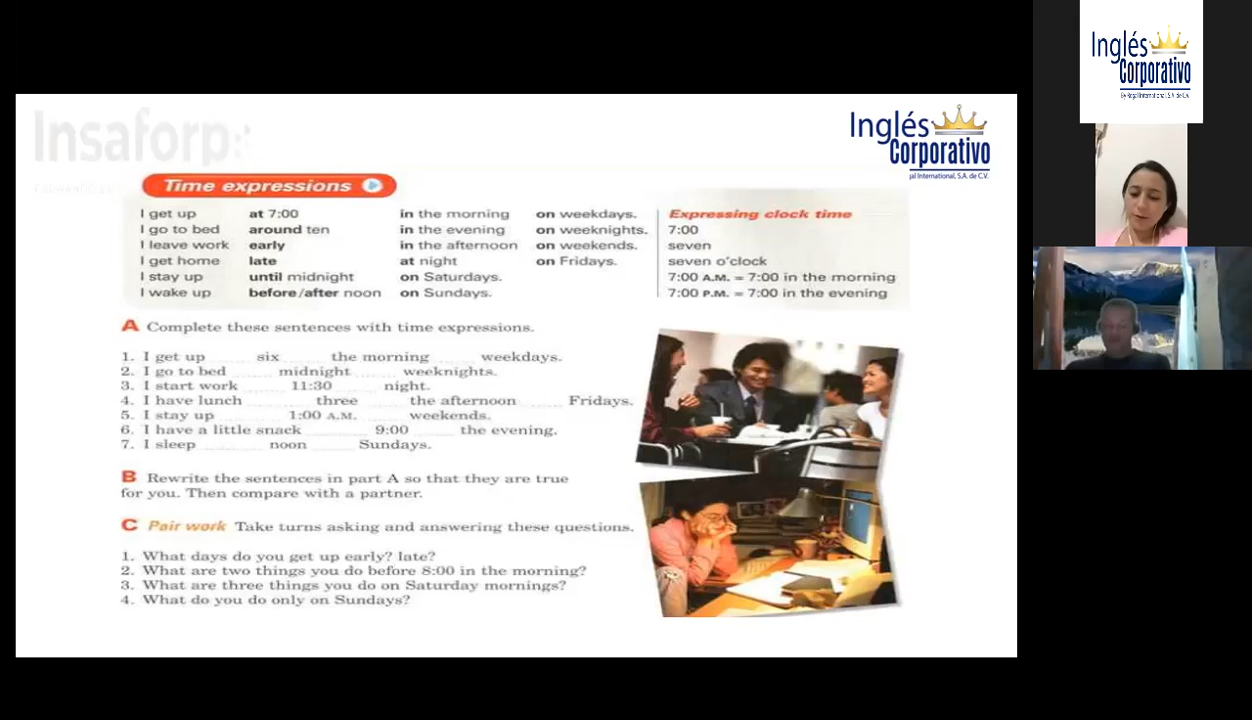 Insaforp
Inglés
Corporativo
Time expressions
I get up at 7:00 in the morning on weekdays.
I go to bed around ten in the evening on weeknights.
I leave work early in the afternoon on weekends.
I get home late at night on Fridays.
I stay up until midnight on Saturdays.
I wake up before/after noon on Sundays.
Expressing clock time
7:00
seven
seven o'clock
7:00 A.M. = 7:00 in the morning
7:00 P.M. = 7:00 in the evening
A Complete these sentences with time expressions.
1. I get up ........ six ........ the morning ........ weekdays.
2. I go to bed ........ midnight ........ weeknights.
3. I start work ........ 11:30 ........ night.
4. I have lunch ........ three ........ the afternoon ........ Fridays.
5. I stay up ........ 1:00 A.M. ........ weekends.
6. I have a little snack ........ 9:00 ........ the evening.
7. I sleep ........ noon ........ Sundays.
B Rewrite the sentences in part A so that they are true
for you. Then compare with a partner.
C Pair work Take turns asking and answering these questions.
1. What days do you get up early? late?
2. What are two things you do before 8:00 in the morning?
3. What are three things you do on Saturday mornings?
4. What do you do only on Sundays?
Inglés
Corporativo